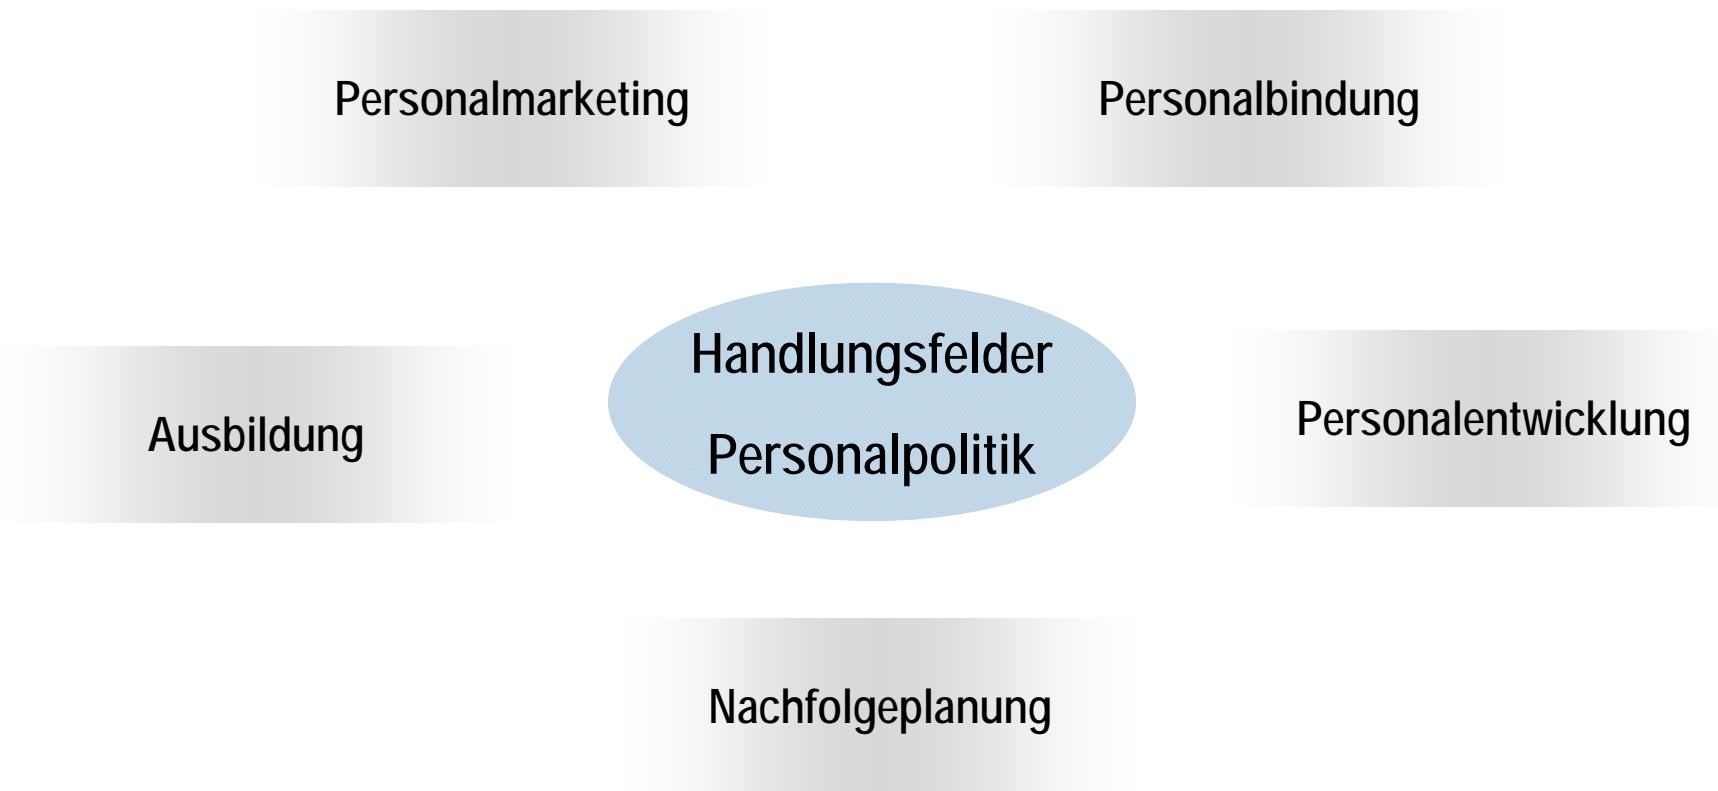 Personalmarketing
Personalbindung
Handlungsfelder
Personalpolitik
Ausbildung
Personalentwicklung
Nachfolgeplanung